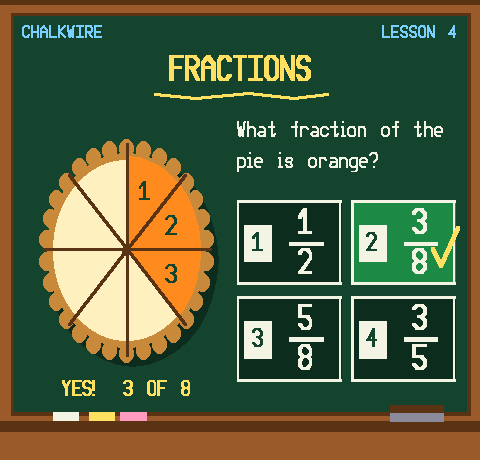 CHALKWIRE
LESSON 4
FRACTIONS
What fraction of the
pie is orange?
1
2
3
1 1/2
2 3/8
3 5/8
4 3/5
YES! 3 OF 8